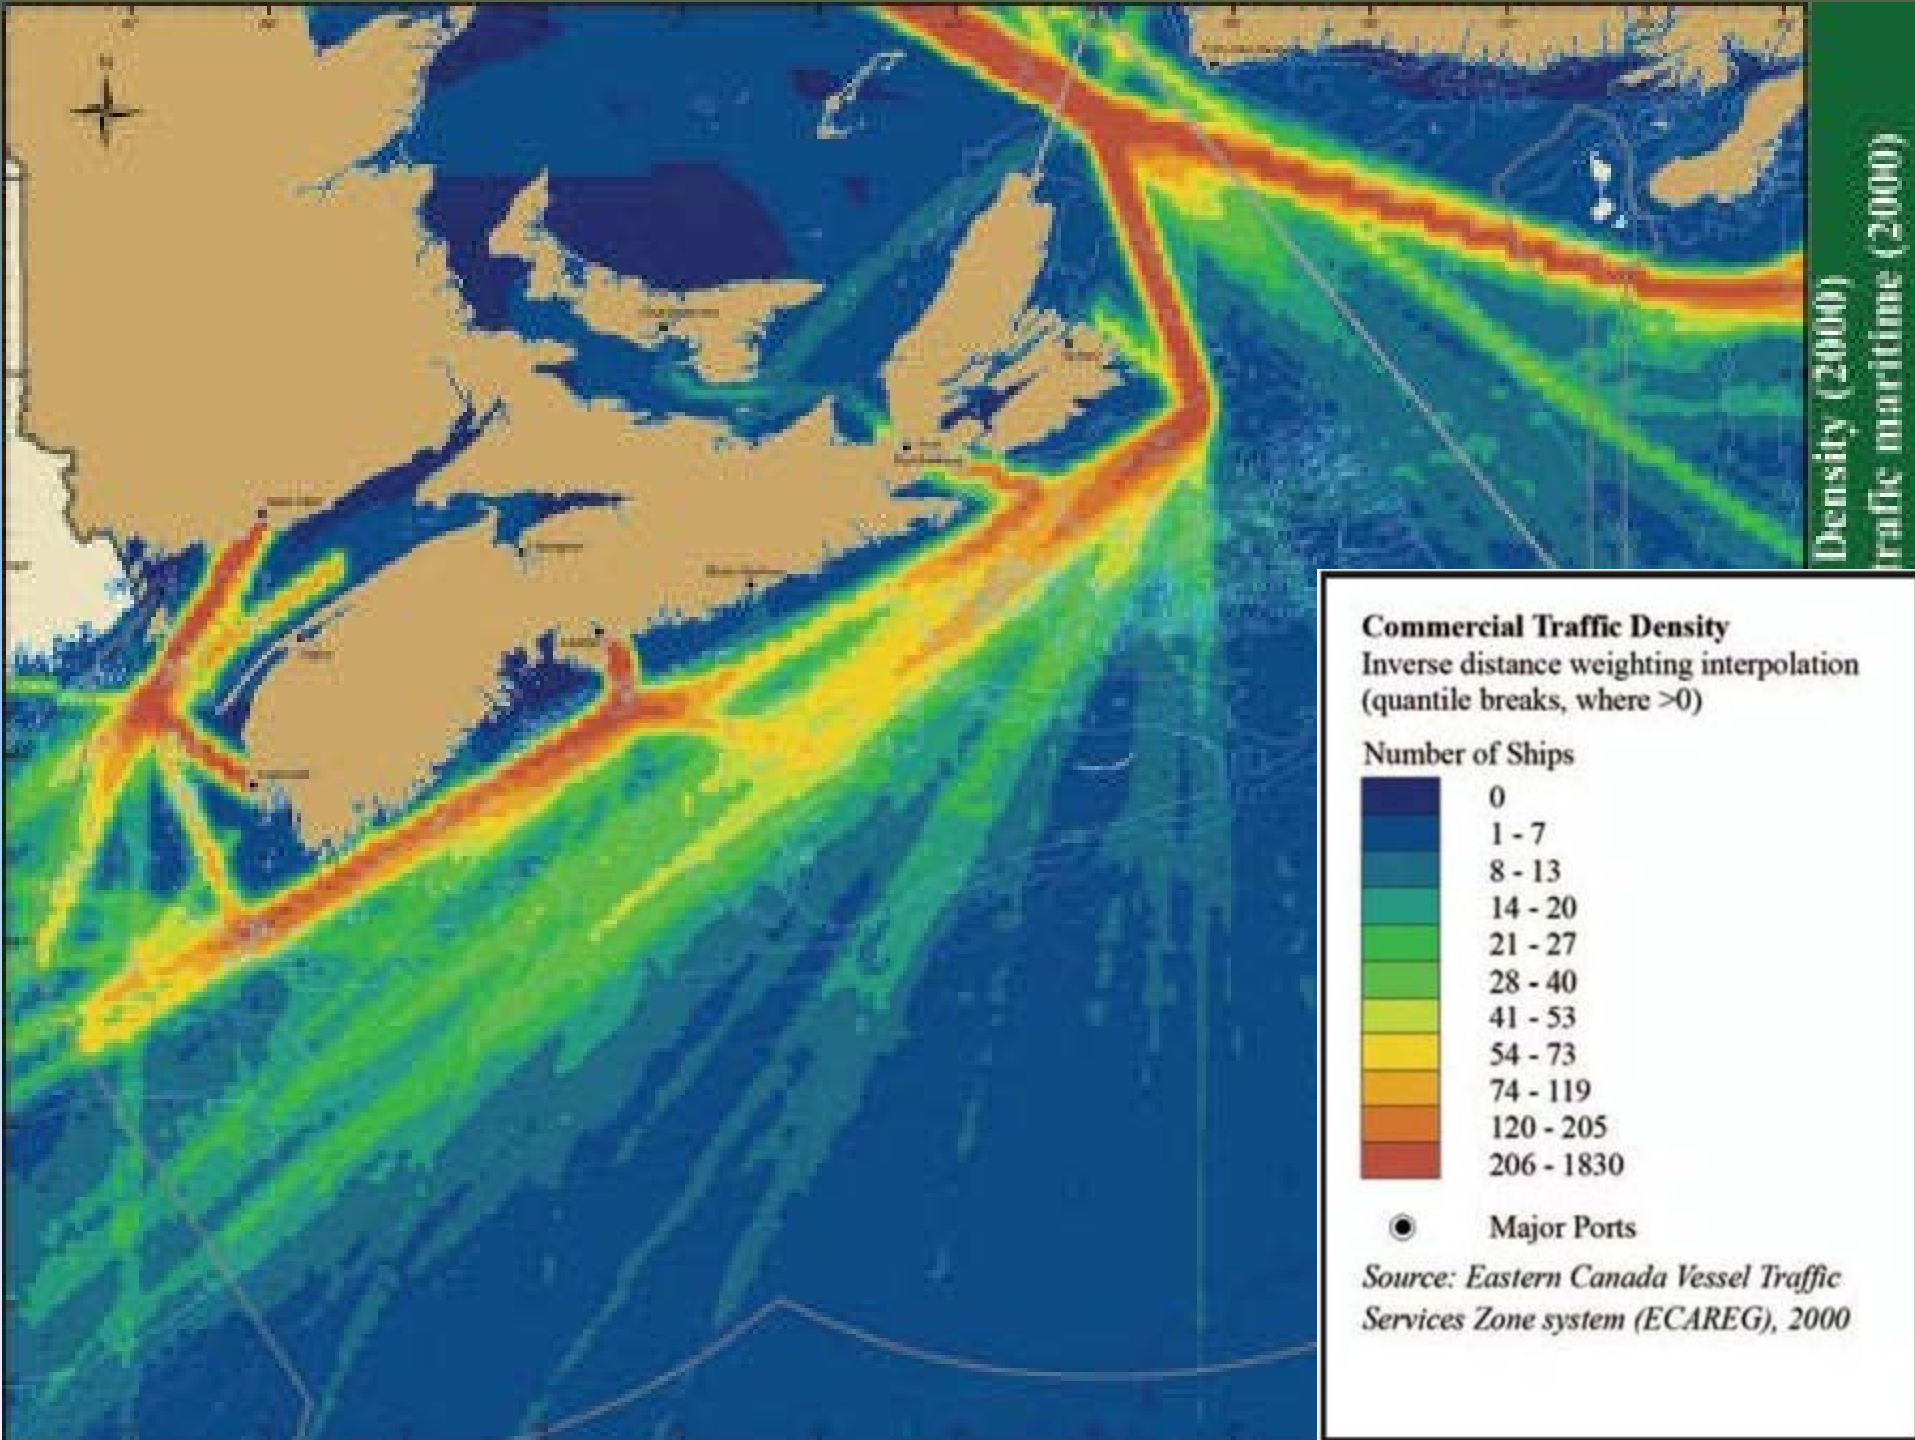 N
Density (2000)
trafic maritime (2000)
Commercial Traffic Density
Inverse distance weighting interpolation
(quantile breaks, where >0)
Number of Ships
0
1 - 7
8 - 13
14 - 20
21 - 27
28 - 40
41 - 53
54 - 73
74 - 119
120 - 205
206 - 1830
Major Ports
Source: Eastern Canada Vessel Traffic
Services Zone system (ECAREG), 2000